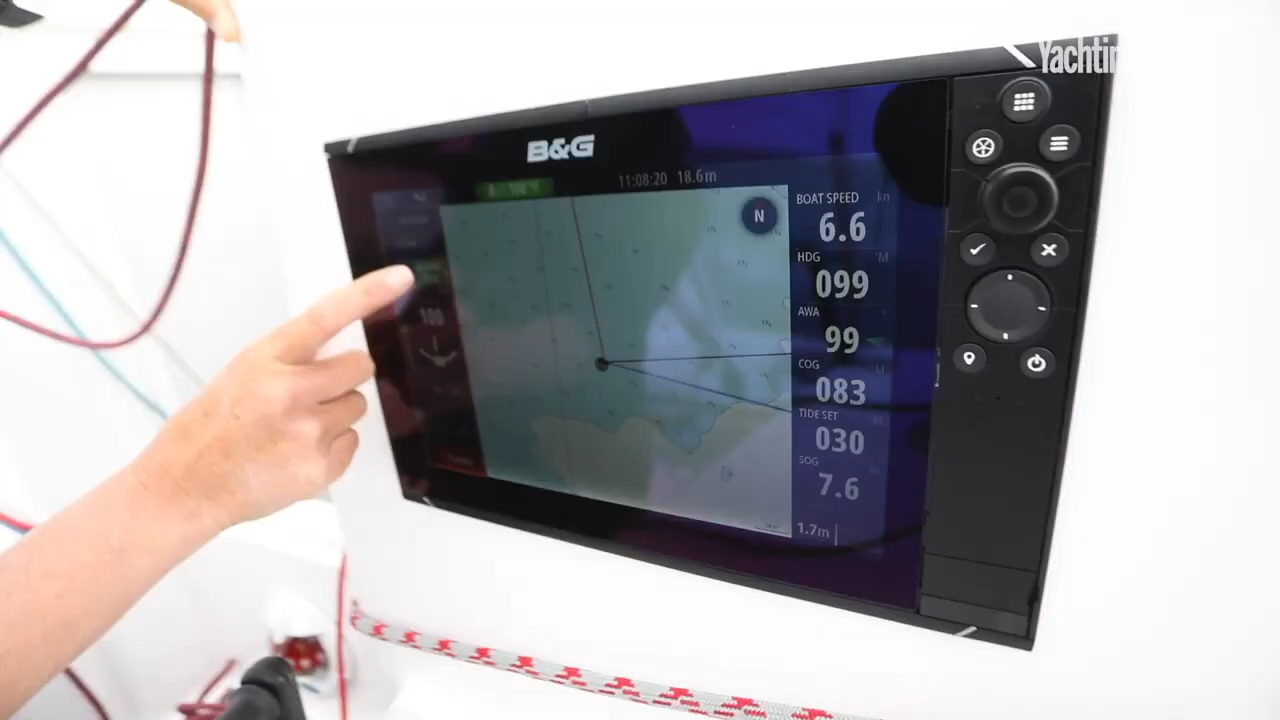 Yachtin
B&G
11:08:20 18.6m
N
BOAT SPEED kn
6.6
HDG °M
099
AWA
99
COG °M
083
TIDE SET °M
030
SOG
7.6
1.7m
100